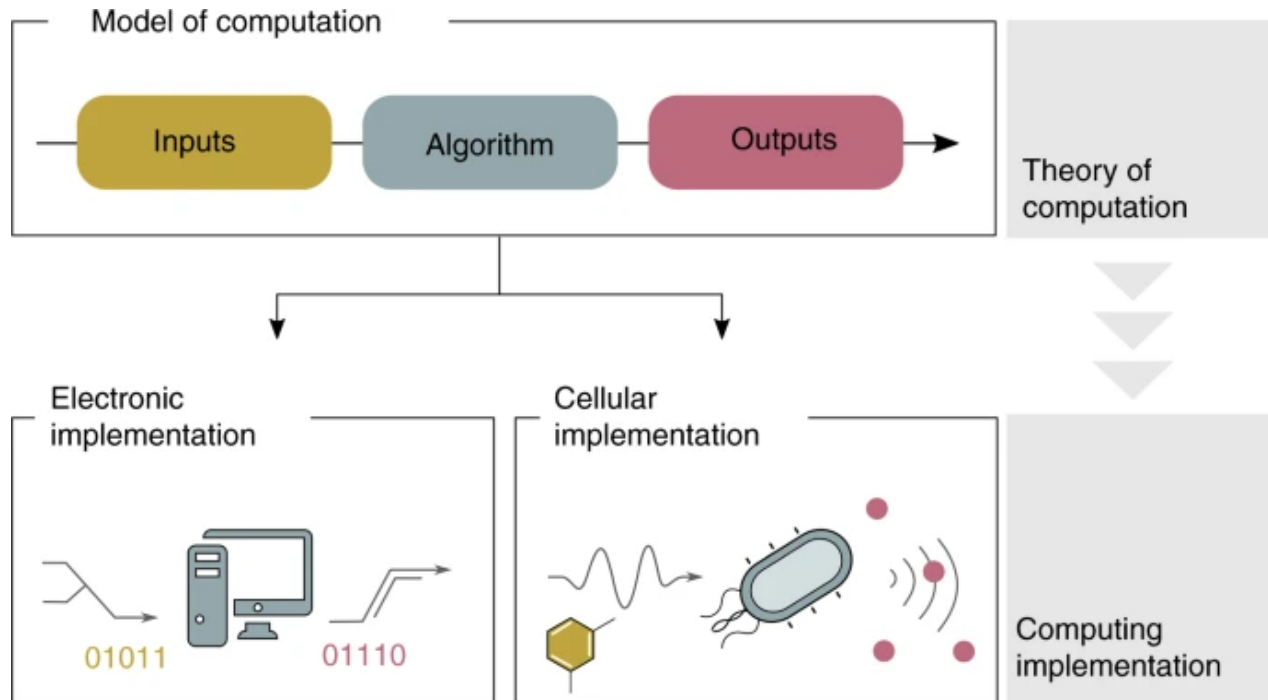 Model of computation
Inputs
Algorithm
Outputs
Theory of
computation
Electronic
implementation
Cellular
implementation
01011
01110
Computing
implementation